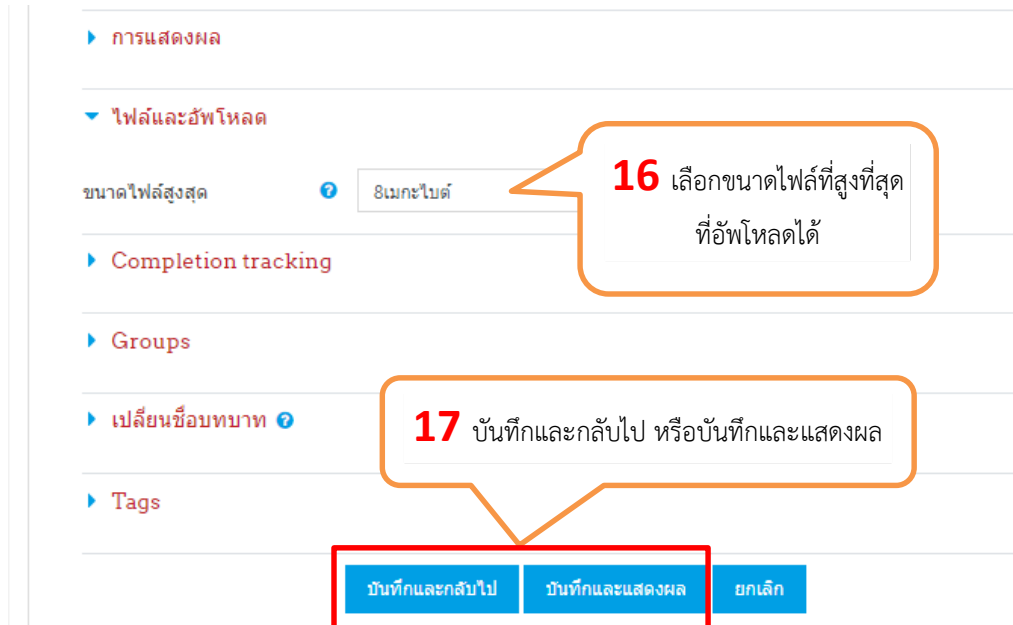 การแสดงผล
ไฟล์และอัพโหลด
ขนาดไฟล์สูงสุด
8เมกะไบต์
16 เลือกขนาดไฟล์ที่สูงที่สุด
ที่อัพโหลดได้
Completion tracking
Groups
เปลี่ยนชื่อบทบาท
17 บันทึกและกลับไป หรือบันทึกและแสดงผล
Tags
บันทึกและกลับไป บันทึกและแสดงผล ยกเลิก